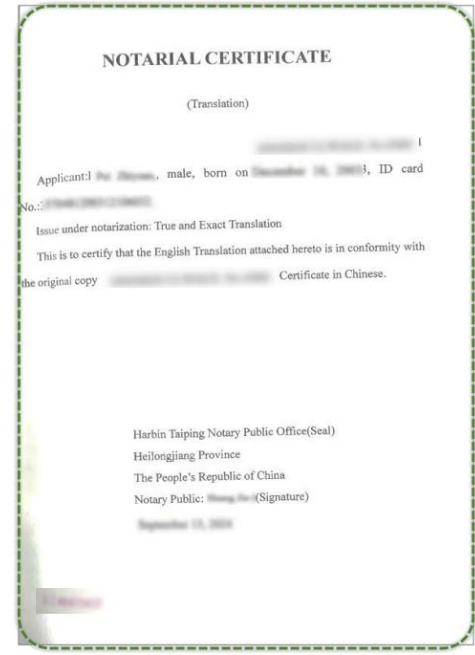 NOTARIAL CERTIFICATE
(Translation)
Applicant: , male, born on , ID card
No.:
Issue under notarization: True and Exact Translation
This is to certify that the English Translation attached hereto is in conformity with
the original copy Certificate in Chinese.
Harbin Taiping Notary Public Office(Seal)
Heilongjiang Province
The People's Republic of China
Notary Public: (Signature)